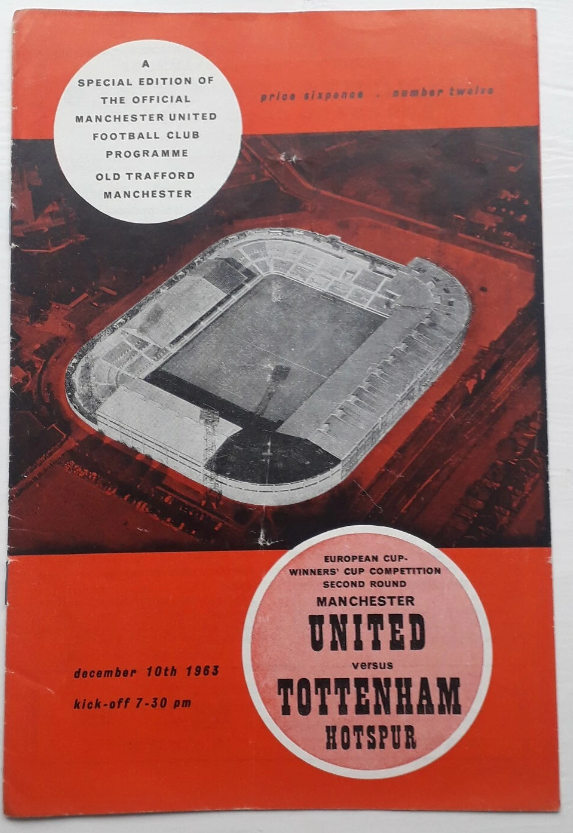 A
SPECIAL EDITION OF
THE OFFICIAL
MANCHESTER UNITED
FOOTBALL CLUB
PROGRAMME
OLD TRAFFORD
MANCHESTER
price sixpence - number twelve
EUROPEAN CUP-
WINNERS' CUP COMPETITION
SECOND ROUND
MANCHESTER
UNITED
versus
TOTTENHAM
HOTSPUR
december 10th 1963
kick-off 7-30 pm